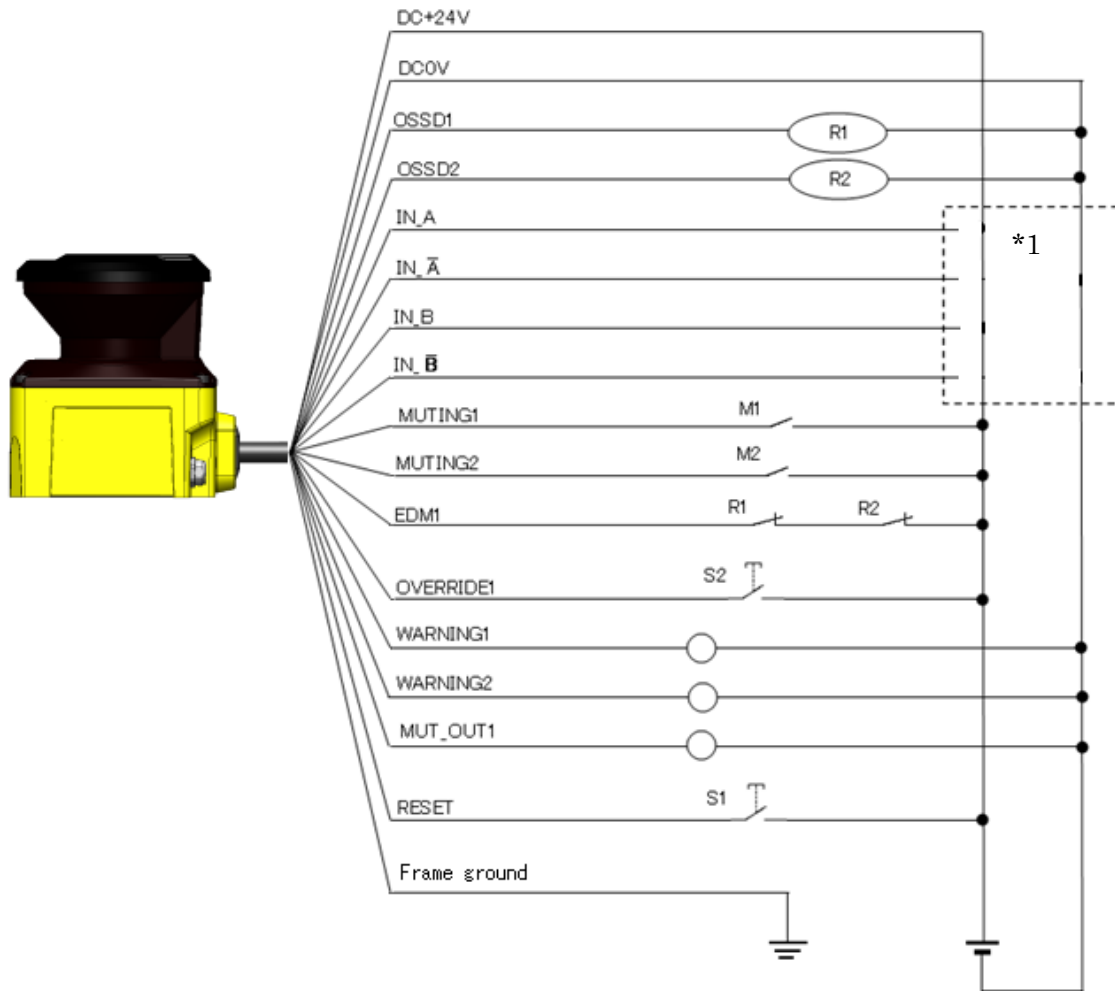 DC+24V
DC0V
OSSD1
R1
OSSD2
R2
IN_A
*1
IN_A̅
IN_B
IN_B̅
MUTING1
M1
MUTING2
M2
EDM1
R1
R2
OVERRIDE1
S2
WARNING1
WARNING2
MUT_OUT1
RESET
S1
Frame ground